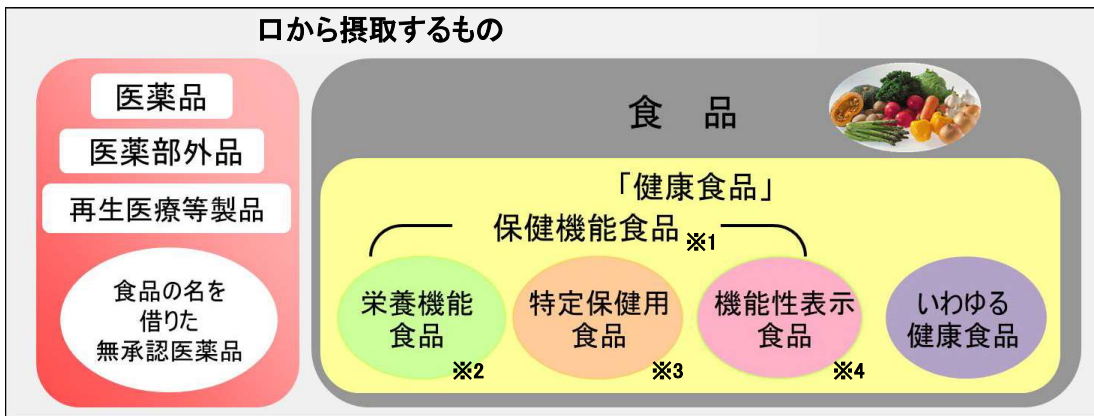 口から摂取するもの
医薬品
医薬部外品
再生医療等製品
食品の名を
借りた
無承認医薬品
食 品
「健康食品」
保健機能食品
※1
栄養機能
食品
※2
特定保健用
食品
※3
機能性表示
食品
※4
いわゆる
健康食品